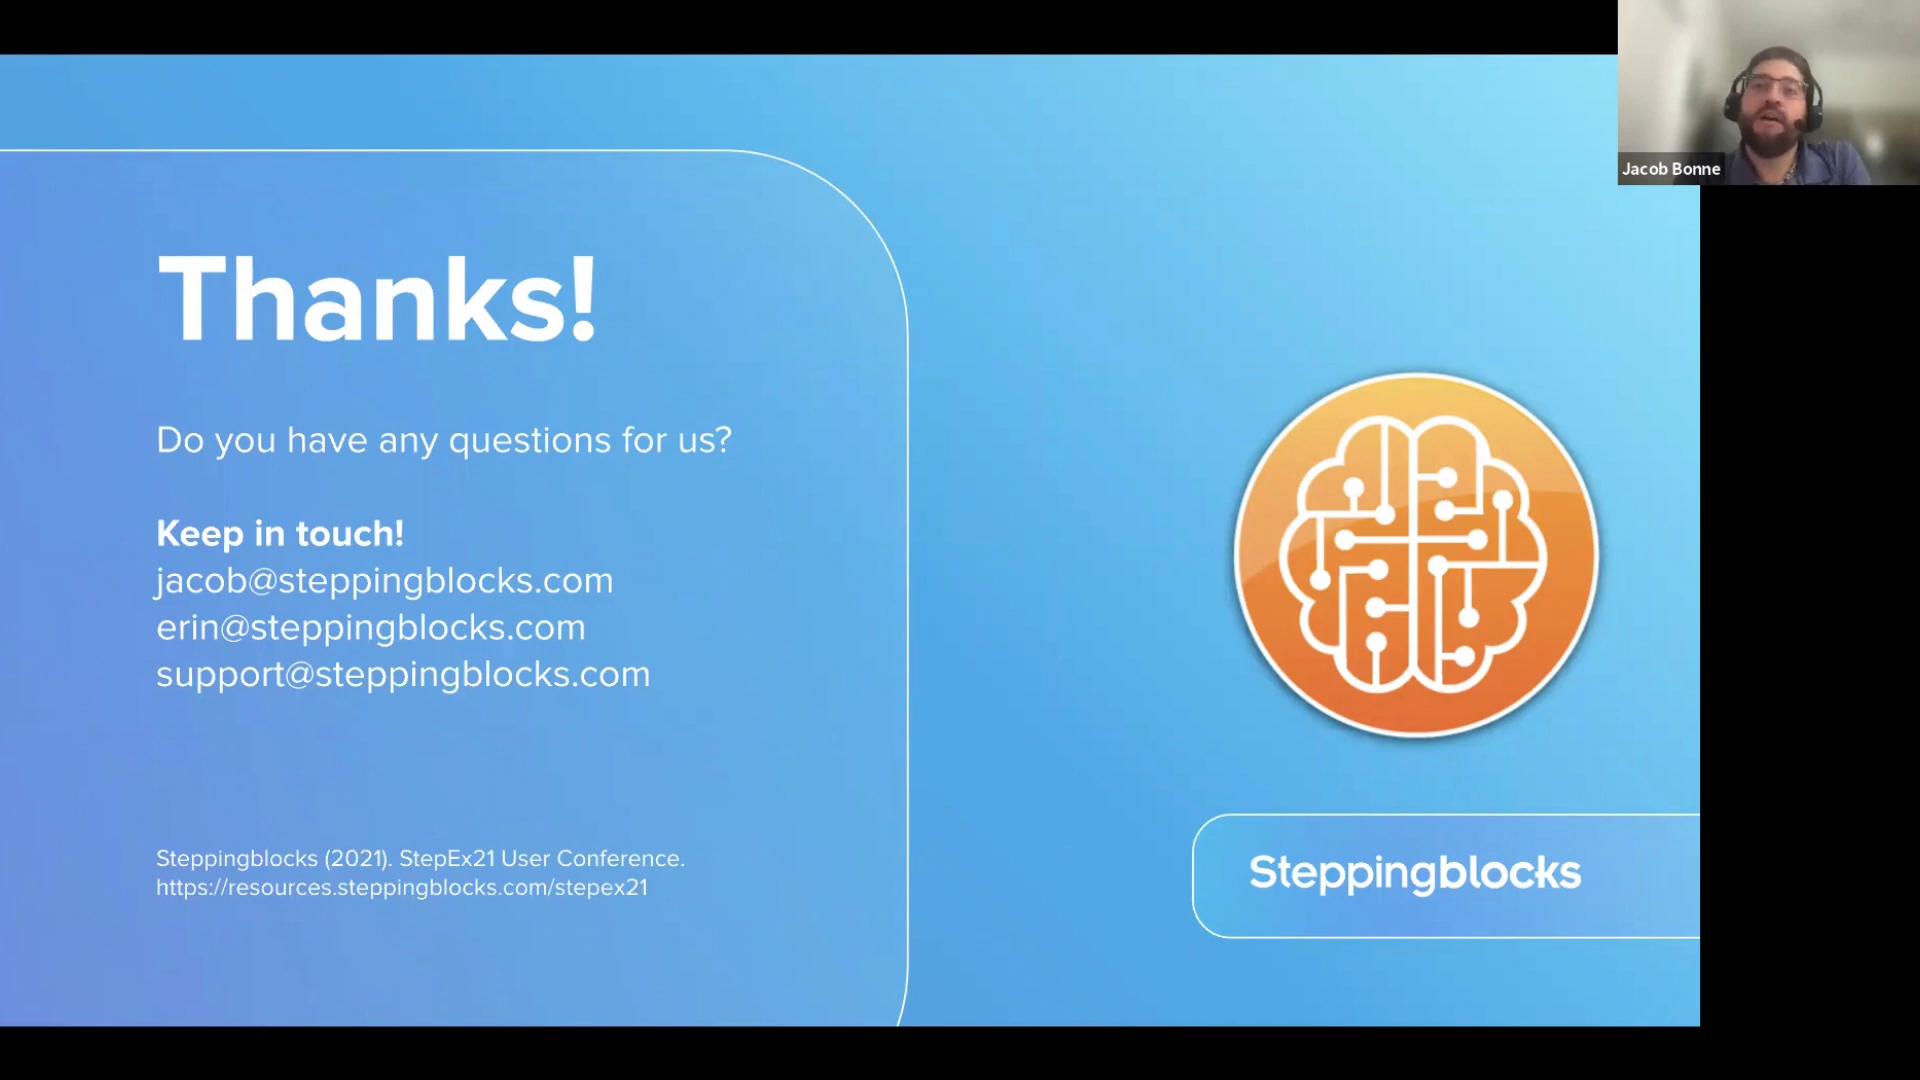 Thanks!
Do you have any questions for us?
Keep in touch!
jacob@steppingblocks.com
erin@steppingblocks.com
support@steppingblocks.com
Steppingblocks (2021). StepEx21 User Conference.
https://resources.steppingblocks.com/stepex21
Steppingblocks
Jacob Bonne